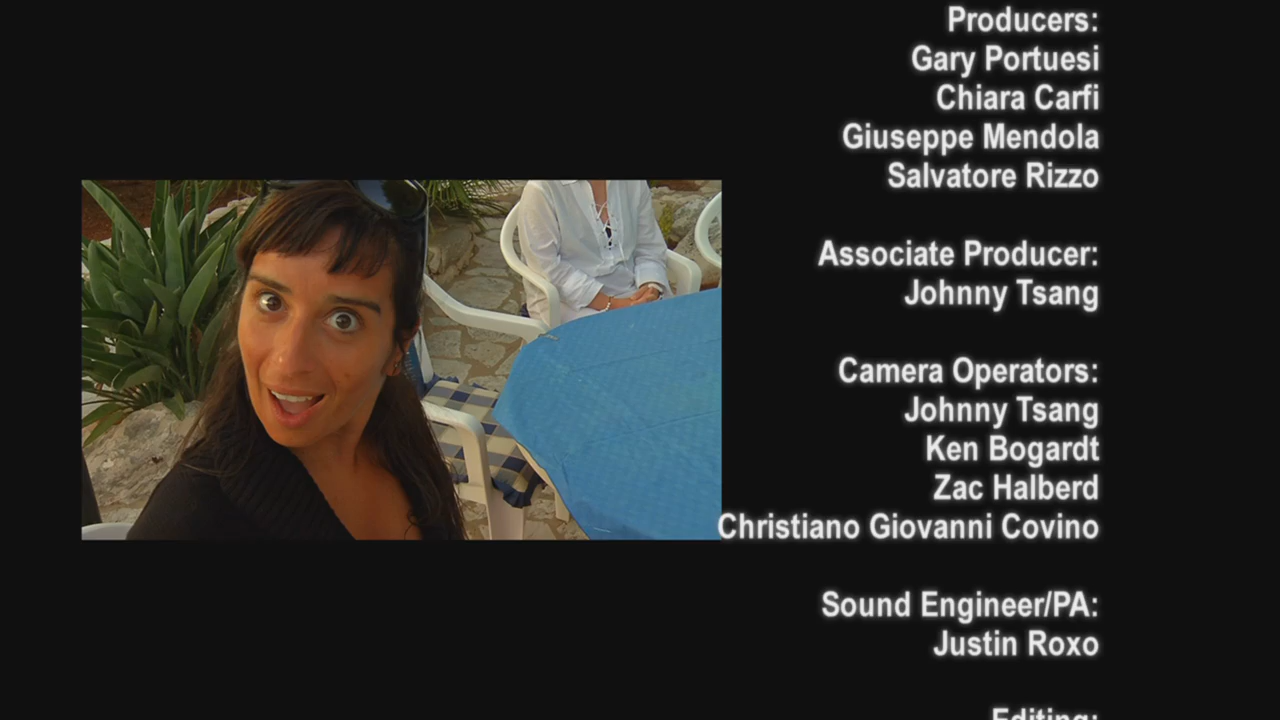 Producers:
Gary Portuesi
Chiara Carfi
Giuseppe Mendola
Salvatore Rizzo
Associate Producer:
Johnny Tsang
Camera Operators:
Johnny Tsang
Ken Bogardt
Zac Halberd
Christiano Giovanni Covino
Sound Engineer/PA:
Justin Roxo
Editing: